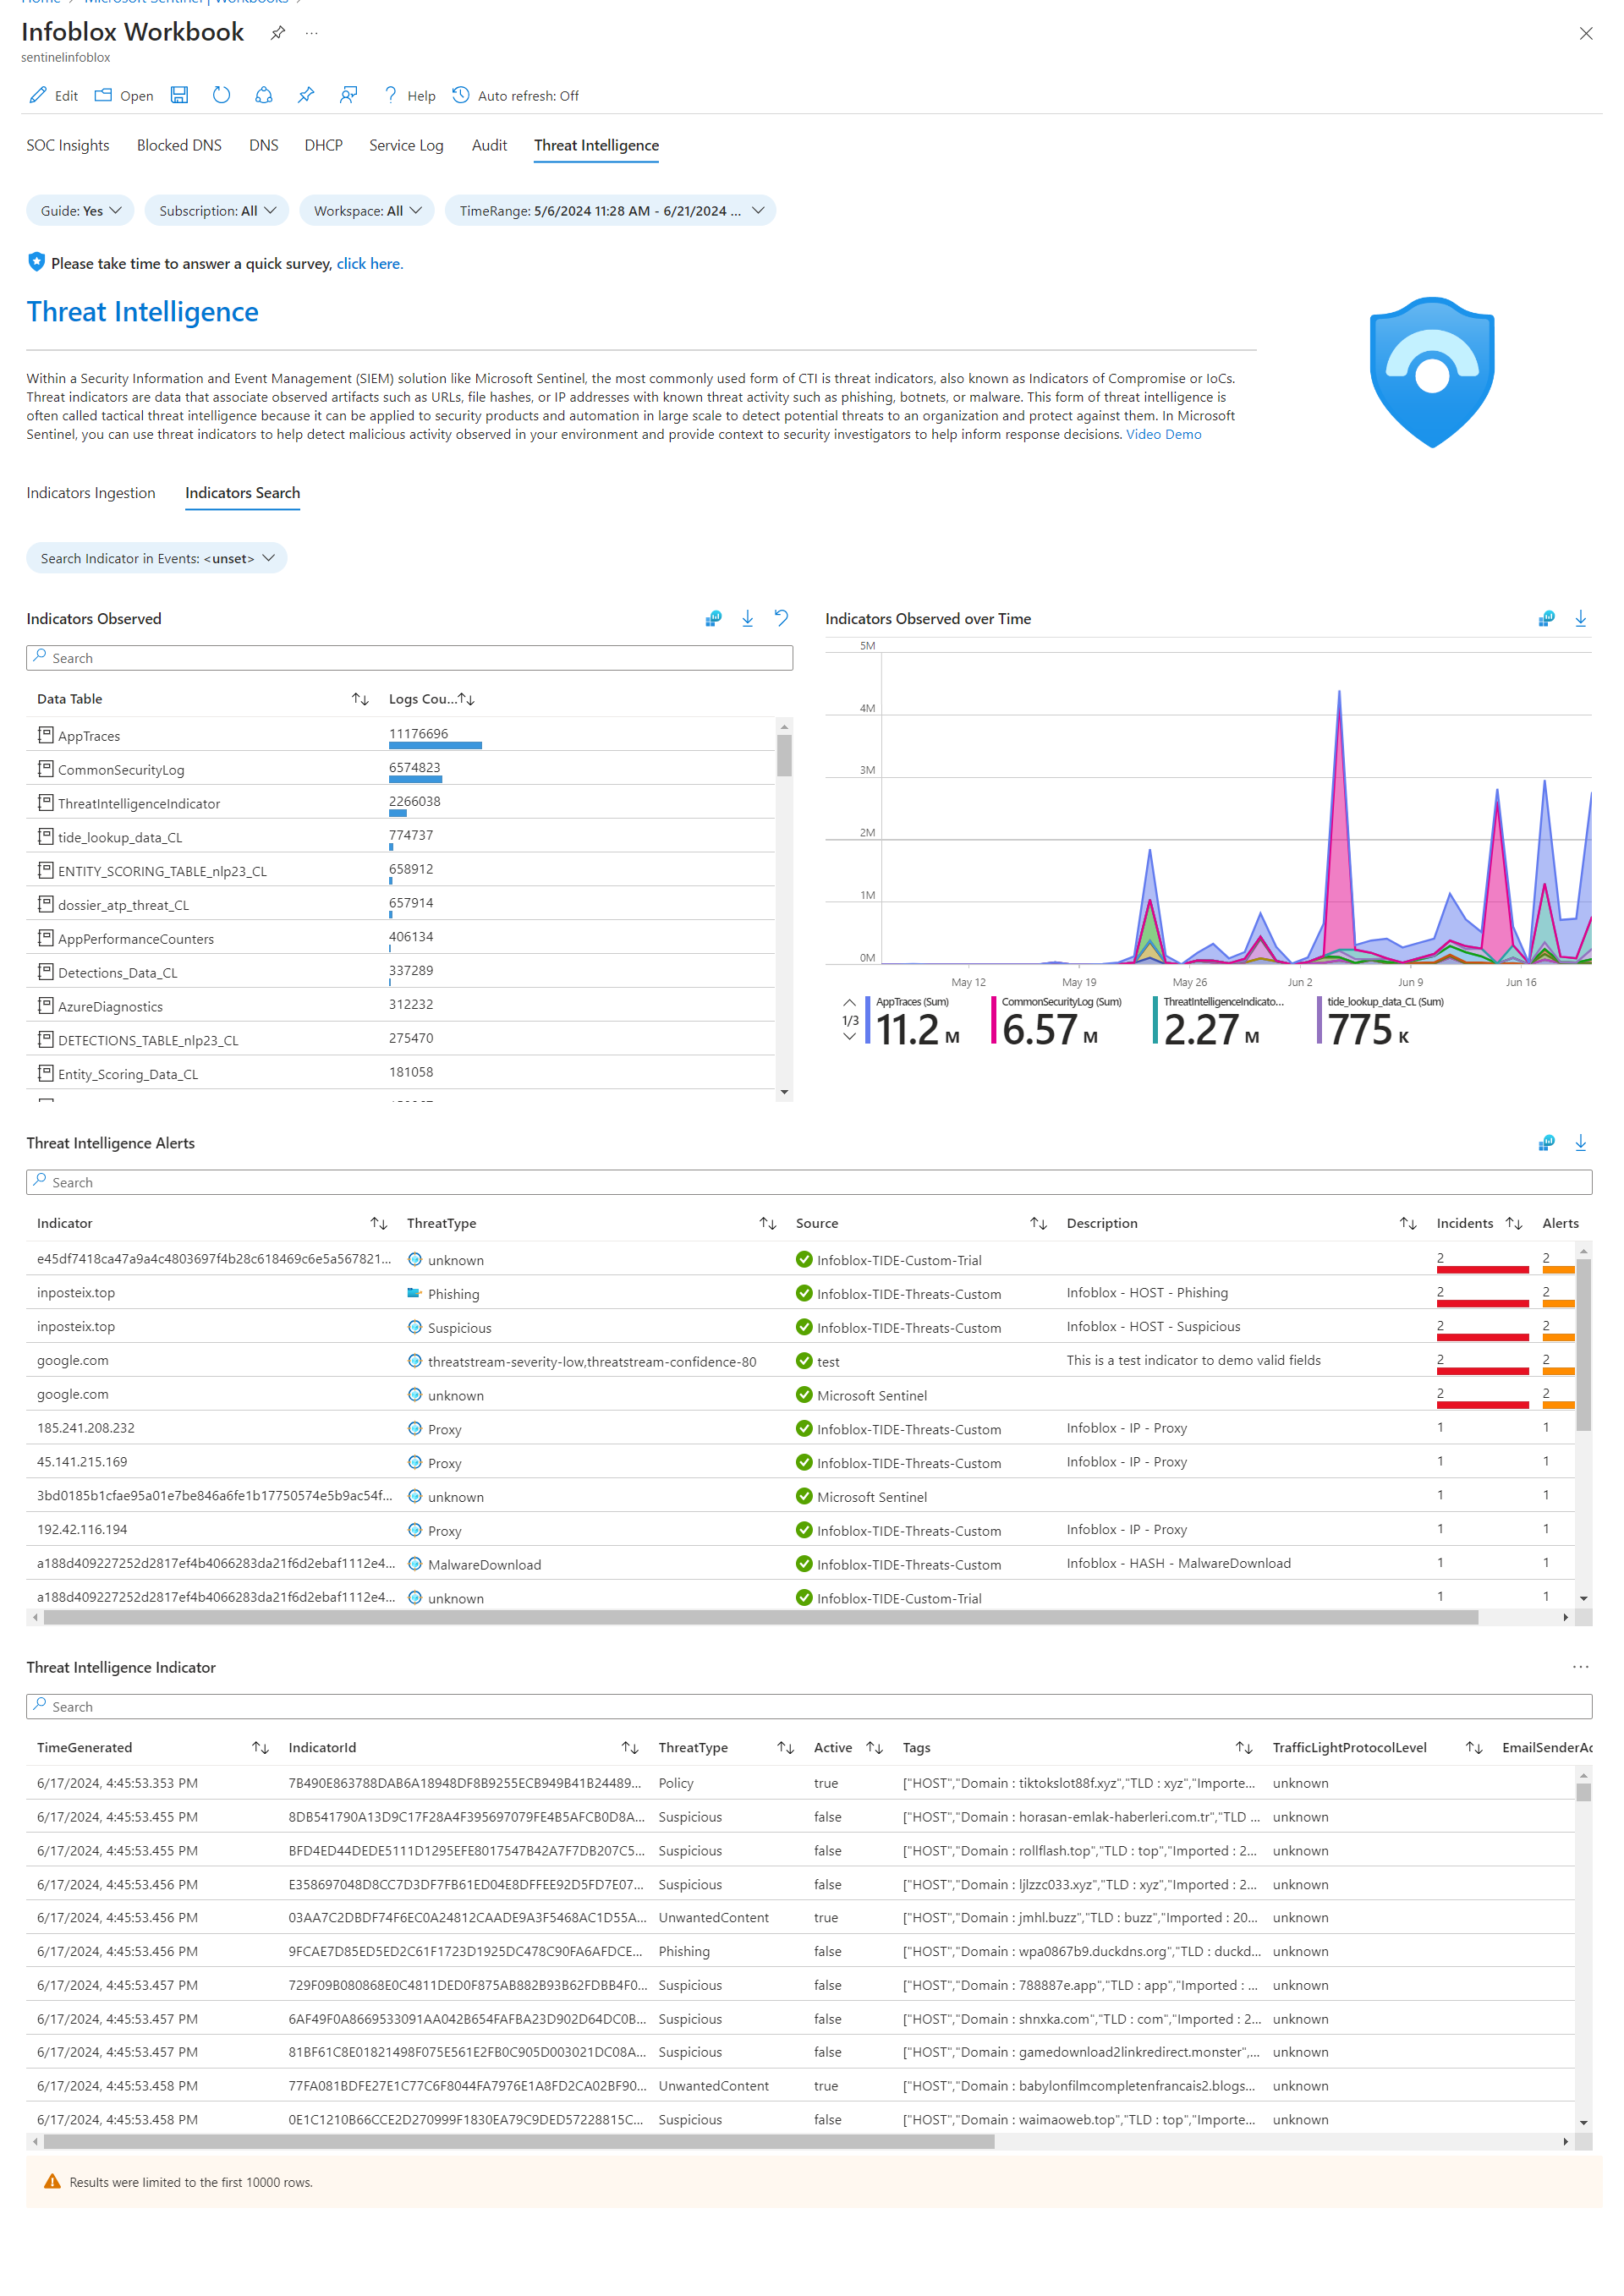 Home > Microsoft Sentinel | Workbooks >
Infoblox Workbook
sentinelinfoblox
Edit Open Help Auto refresh: Off
SOC Insights Blocked DNS DNS DHCP Service Log Audit Threat Intelligence
Guide: Yes Subscription: All Workspace: All TimeRange: 5/6/2024 11:28 AM - 6/21/2024 ...
Please take time to answer a quick survey, click here.
Threat Intelligence
Within a Security Information and Event Management (SIEM) solution like Microsoft Sentinel, the most commonly used form of CTI is threat indicators, also known as Indicators of Compromise or IoCs.
Threat indicators are data that associate observed artifacts such as URLs, file hashes, or IP addresses with known threat activity such as phishing, botnets, or malware. This form of threat intelligence is
often called tactical threat intelligence because it can be applied to security products and automation in large scale to detect potential threats to an organization and protect against them. In Microsoft
Sentinel, you can use threat indicators to help detect malicious activity observed in your environment and provide context to security investigators to help inform response decisions. Video Demo
Indicators Ingestion Indicators Search
Search Indicator in Events: <unset>
Indicators Observed
Search
Data Table Logs Cou...
AppTraces 11176696
CommonSecurityLog 6574823
ThreatIntelligenceIndicator 2266038
tide_lookup_data_CL 774737
ENTITY_SCORING_TABLE_nlp23_CL 658912
dossier_atp_threat_CL 657914
AppPerformanceCounters 406134
Detections_Data_CL 337289
AzureDiagnostics 312232
DETECTIONS_TABLE_nlp23_CL 275470
Entity_Scoring_Data_CL 181058
Indicators Observed over Time
5M
4M
3M
2M
1M
0M
May 12 May 19 May 26 Jun 2 Jun 9 Jun 16
1/3
AppTraces (Sum) CommonSecurityLog (Sum) ThreatIntelligenceIndicato... tide_lookup_data_CL (Sum)
11.2 M 6.57 M 2.27 M 775 K
Threat Intelligence Alerts
Search
Indicator ThreatType Source Description Incidents Alerts
e45df7418ca47a9a4c4803697f4b28c618469c6e5a567821... unknown Infoblox-TIDE-Custom-Trial 2 2
inposteix.top Phishing Infoblox-TIDE-Threats-Custom Infoblox - HOST - Phishing 2 2
inposteix.top Suspicious Infoblox-TIDE-Threats-Custom Infoblox - HOST - Suspicious 2 2
google.com threatstream-severity-low,threatstream-confidence-80 test This is a test indicator to demo valid fields 2 2
google.com unknown Microsoft Sentinel 2 2
185.241.208.232 Proxy Infoblox-TIDE-Threats-Custom Infoblox - IP - Proxy 1 1
45.141.215.169 Proxy Infoblox-TIDE-Threats-Custom Infoblox - IP - Proxy 1 1
3bd0185b1cfae95a01e7be846a6fe1b17750574e5b9ac54f... unknown Microsoft Sentinel 1 1
192.42.116.194 Proxy Infoblox-TIDE-Threats-Custom Infoblox - IP - Proxy 1 1
a188d409227252d2817ef4b4066283da21f6d2ebaf1112e4... MalwareDownload Infoblox-TIDE-Threats-Custom Infoblox - HASH - MalwareDownload 1 1
a188d409227252d2817ef4b4066283da21f6d2ebaf1112e4... unknown Infoblox-TIDE-Custom-Trial 1 1
Threat Intelligence Indicator
Search
TimeGenerated IndicatorId ThreatType Active Tags TrafficLightProtocolLevel EmailSenderAc
6/17/2024, 4:45:53.353 PM 7B490E863788DAB6A18948DF8B9255ECB949B41B24489... Policy true ["HOST","Domain : tiktokslot88f.xyz","TLD : xyz","Importe... unknown
6/17/2024, 4:45:53.455 PM 8DB541790A13D9C17F28A4F395697079FE4B5AFCB0D8A... Suspicious false ["HOST","Domain : horasan-emlak-haberleri.com.tr","TLD ... unknown
6/17/2024, 4:45:53.455 PM BFD4ED44DEDE5111D1295EFE8017547B42A7F7DB207C5... Suspicious false ["HOST","Domain : rollflash.top","TLD : top","Imported : 2... unknown
6/17/2024, 4:45:53.456 PM E358697048D8CC7D3DF7FB61ED04E8DFFEE92D5FD7E07... Suspicious false ["HOST","Domain : ljlzzc033.xyz","TLD : xyz","Imported : 2... unknown
6/17/2024, 4:45:53.456 PM 03AA7C2DBDF74F6EC0A24812CAADE9A3F5468AC1D55A... UnwantedContent true ["HOST","Domain : jmhl.buzz","TLD : buzz","Imported : 20... unknown
6/17/2024, 4:45:53.456 PM 9FCAE7D85ED5ED2C61F1723D1925DC478C90FA6AFDCE... Phishing false ["HOST","Domain : wpa0867b9.duckdns.org","TLD : duckd... unknown
6/17/2024, 4:45:53.457 PM 729F09B080868E0C4811DED0F875AB882B93B62FDBB4F0... Suspicious false ["HOST","Domain : 788887e.app","TLD : app","Imported : ... unknown
6/17/2024, 4:45:53.457 PM 6AF49F0A8669533091AA042B654FAFBA23D902D64DC0B... Suspicious false ["HOST","Domain : shnxka.com","TLD : com","Imported : 2... unknown
6/17/2024, 4:45:53.457 PM 81BF61C8E01821498F075E561E2FB0C905D003021DC08A... Suspicious false ["HOST","Domain : gamedownload2linkredirect.monster",... unknown
6/17/2024, 4:45:53.458 PM 77FA081BDFE27E1C77C6F8044FA7976E1A8FD2CA02BF90... UnwantedContent true ["HOST","Domain : babylonfilmcompletenfrancais2.blogs... unknown
6/17/2024, 4:45:53.458 PM 0E1C1210B66CCE2D270999F1830EA79C9DED57228815C... Suspicious false ["HOST","Domain : waimaoweb.top","TLD : top","Importe... unknown
Results were limited to the first 10000 rows.